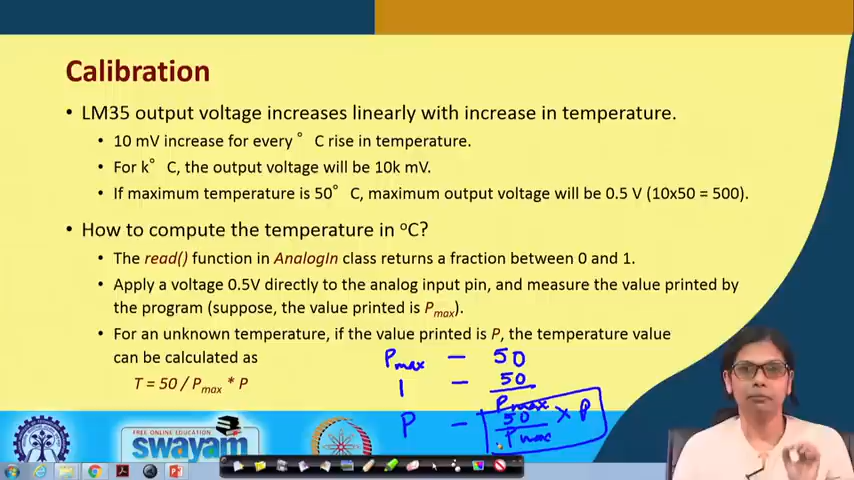 Calibration
• LM35 output voltage increases linearly with increase in temperature.
• 10 mV increase for every ° C rise in temperature.
• For k° C, the output voltage will be 10k mV.
• If maximum temperature is 50° C, maximum output voltage will be 0.5 V (10x50 = 500).
• How to compute the temperature in °C?
• The read() function in AnalogIn class returns a fraction between 0 and 1.
• Apply a voltage 0.5V directly to the analog input pin, and measure the value printed by
the program (suppose, the value printed is Pmax).
• For an unknown temperature, if the value printed is P, the temperature value
can be calculated as
T = 50 / Pmax * P
Pmax — 50
1 — 50
Pmax
P — 50 × P
Pmax
FREE ONLINE EDUCATION
swayam